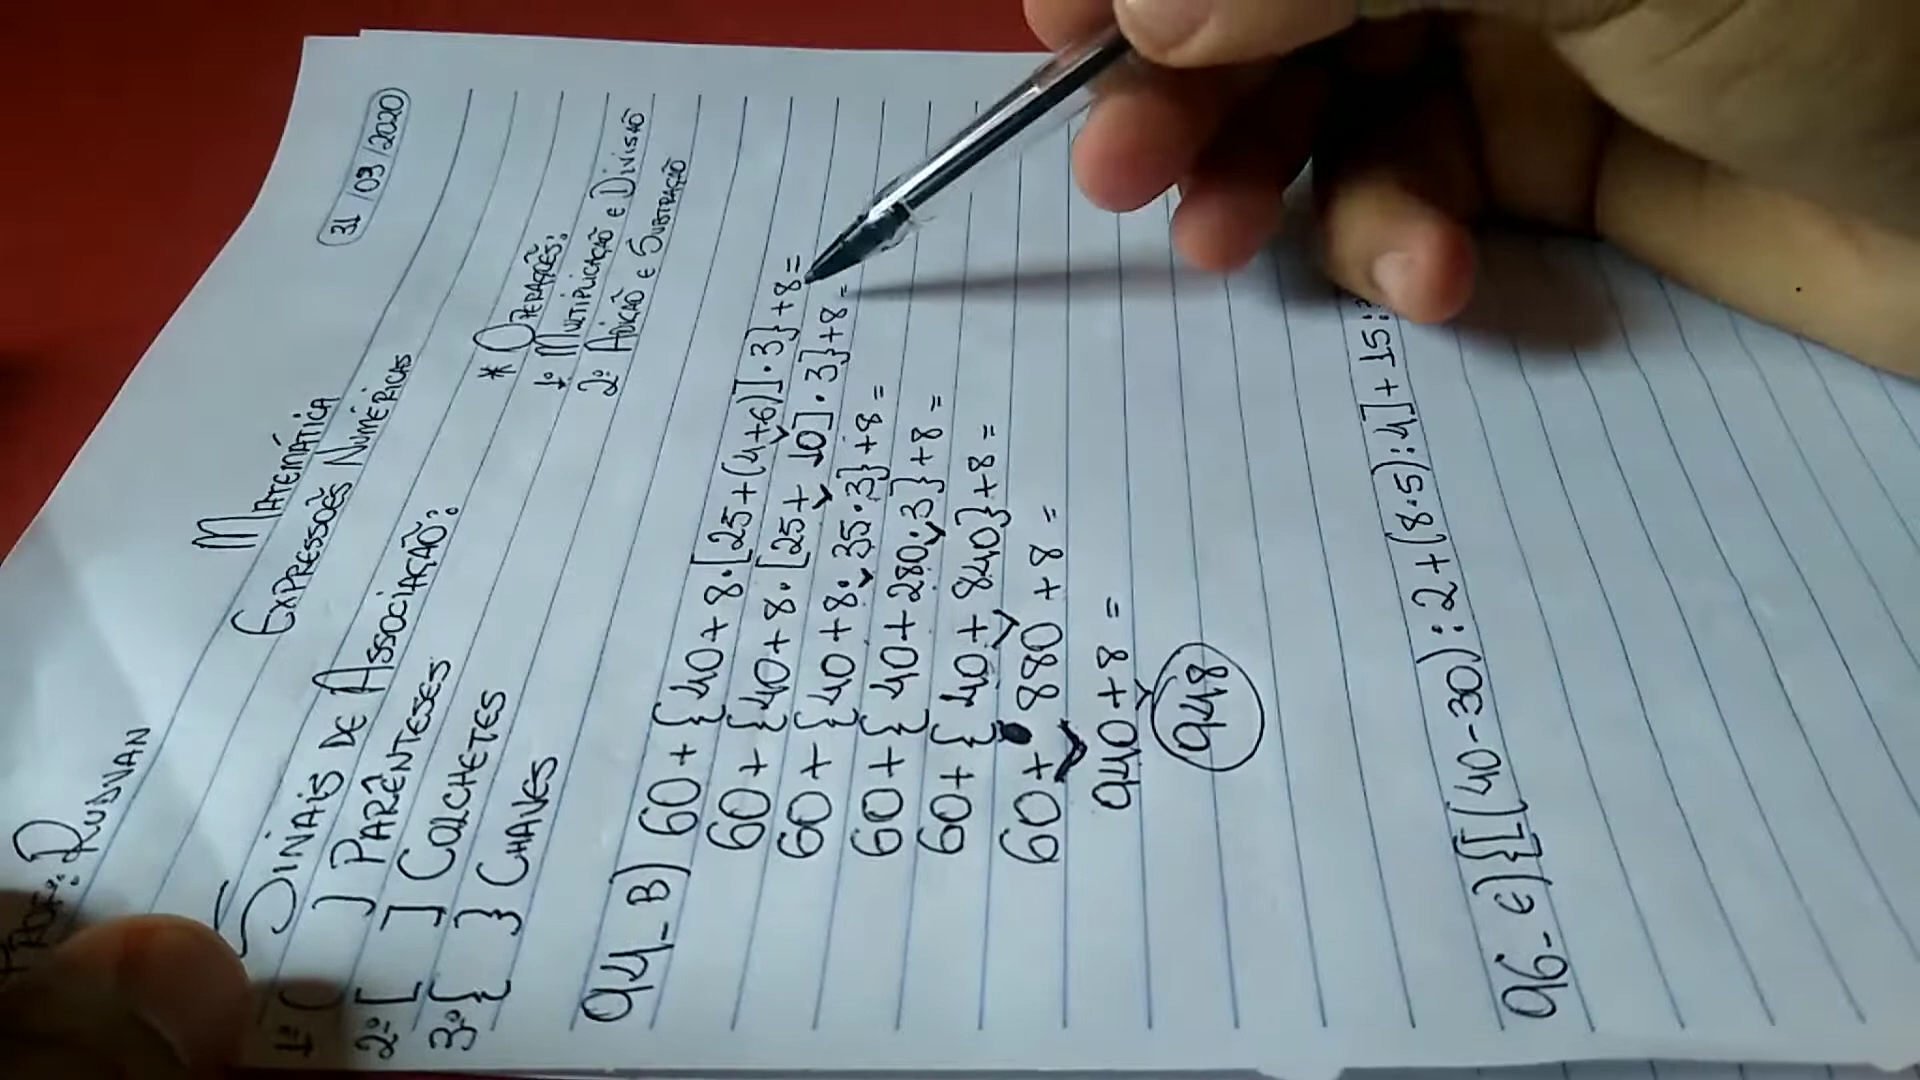 Prof.: Rudvan
Matemática
31/03/2020
Expressões Numéricas
Sinais de Associação:
1º ( ) Parênteses
2º [ ] Colchetes
3º { } Chaves
* Operações:
1º Multiplicação e Divisão
2º Adição e Subtração
94-B) 60+{40+8.[25+(4+6)].3}+8=
60+{40+8.[25+10].3}+8=
60+{40+8.35.3}+8=
60+{40+280.3}+8=
60+{40+840}+8=
60+880+8=
940+8=
948
96-e){[(40-30):2+(8.5):4]+15: